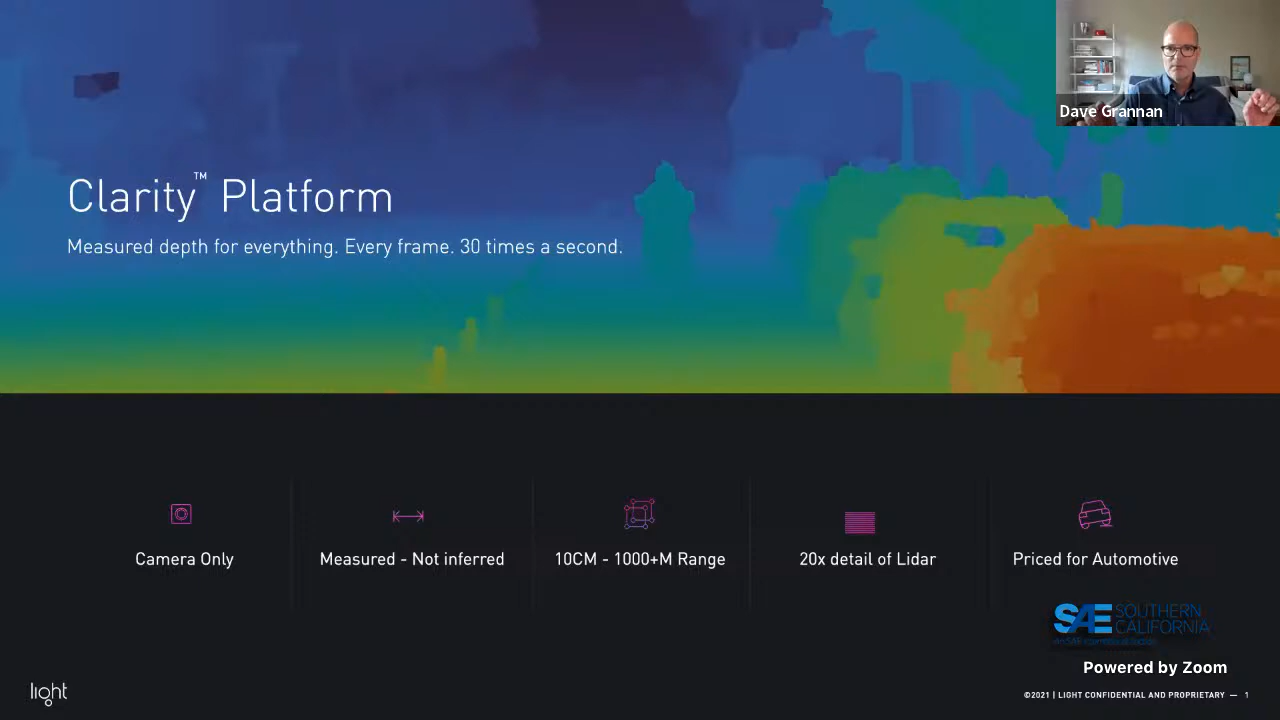 Dave Grannan
Clarity™ Platform
Measured depth for everything. Every frame. 30 times a second.
Camera Only
Measured - Not inferred
10CM - 1000+M Range
20x detail of Lidar
Priced for Automotive
SAE SOUTHERN
CALIFORNIA
Powered by Zoom
light
©2021 | LIGHT CONFIDENTIAL AND PROPRIETARY — 1